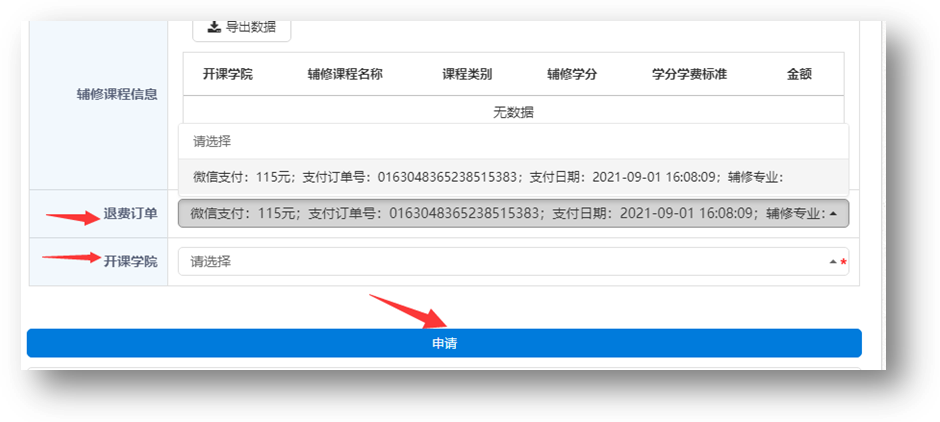 导出数据
开课学院 辅修课程名称 课程类别 辅修学分 学分学费标准 金额
辅修课程信息
无数据
请选择
微信支付：115元；支付订单号：0163048365238515383；支付日期：2021-09-01 16:08:09；辅修专业：
退费订单 微信支付：115元；支付订单号：0163048365238515383；支付日期：2021-09-01 16:08:09；辅修专业：
开课学院 请选择 *
申请